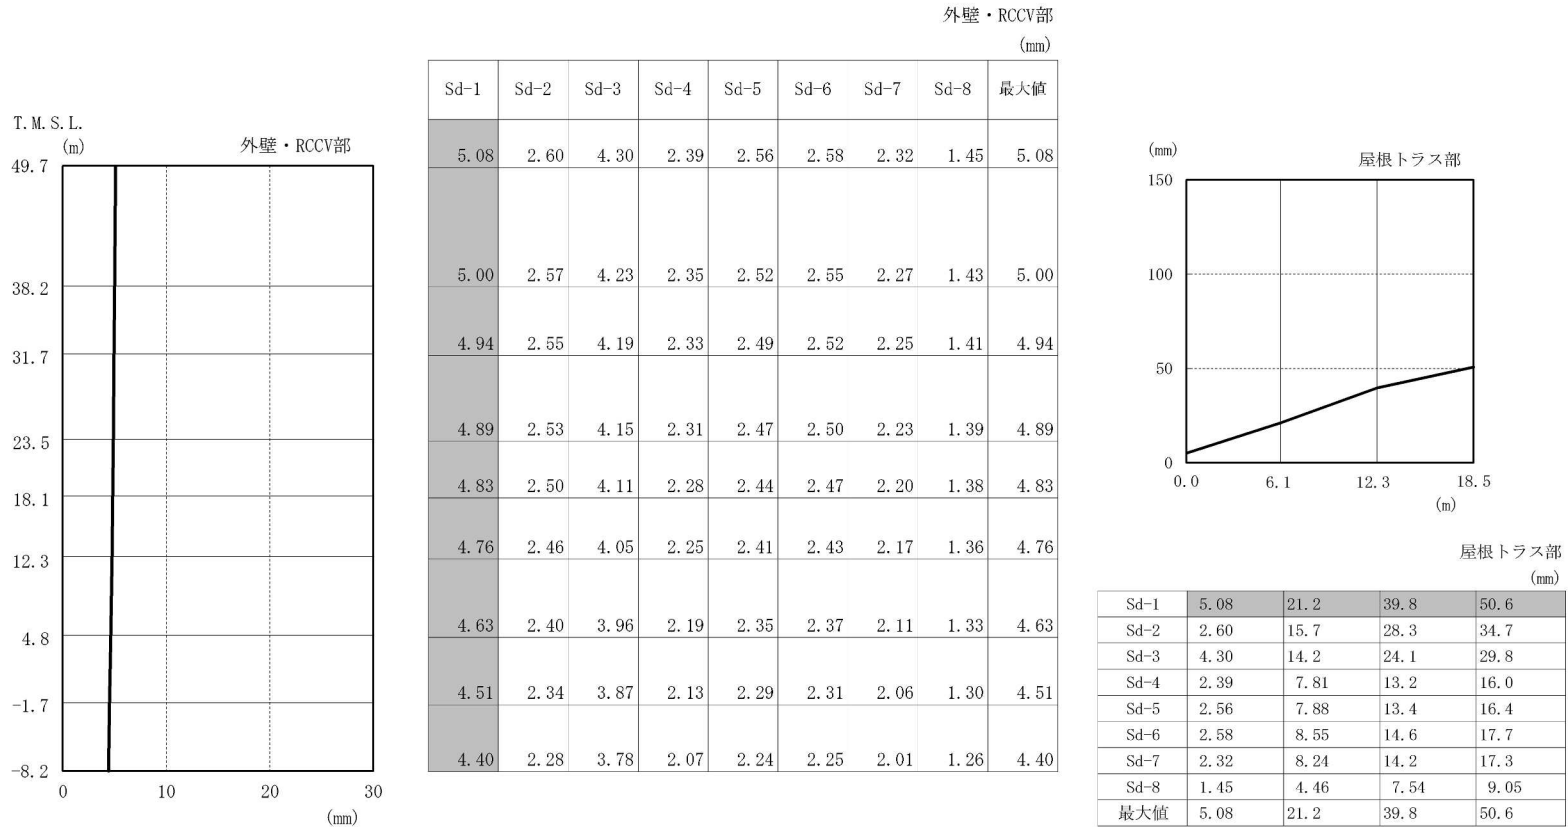 T.M.S.L.
(m)
外壁・RCCV部
49.7
38.2
31.7
23.5
18.1
12.3
4.8
-1.7
-8.2
0 10 20 30
(mm)
外壁・RCCV部
(mm)
Sd-1 Sd-2 Sd-3 Sd-4 Sd-5 Sd-6 Sd-7 Sd-8 最大値
5.08 2.60 4.30 2.39 2.56 2.58 2.32 1.45 5.08
5.00 2.57 4.23 2.35 2.52 2.55 2.27 1.43 5.00
4.94 2.55 4.19 2.33 2.49 2.52 2.25 1.41 4.94
4.89 2.53 4.15 2.31 2.47 2.50 2.23 1.39 4.89
4.83 2.50 4.11 2.28 2.44 2.47 2.20 1.38 4.83
4.76 2.46 4.05 2.25 2.41 2.43 2.17 1.36 4.76
4.63 2.40 3.96 2.19 2.35 2.37 2.11 1.33 4.63
4.51 2.34 3.87 2.13 2.29 2.31 2.06 1.30 4.51
4.40 2.28 3.78 2.07 2.24 2.25 2.01 1.26 4.40
(mm)
屋根トラス部
150
100
50
0
0.0 6.1 12.3 18.5
(m)
屋根トラス部
(mm)
Sd-1 5.08 21.2 39.8 50.6
Sd-2 2.60 15.7 28.3 34.7
Sd-3 4.30 14.2 24.1 29.8
Sd-4 2.39 7.81 13.2 16.0
Sd-5 2.56 7.88 13.4 16.4
Sd-6 2.58 8.55 14.6 17.7
Sd-7 2.32 8.24 14.2 17.3
Sd-8 1.45 4.46 7.54 9.05
最大値 5.08 21.2 39.8 50.6